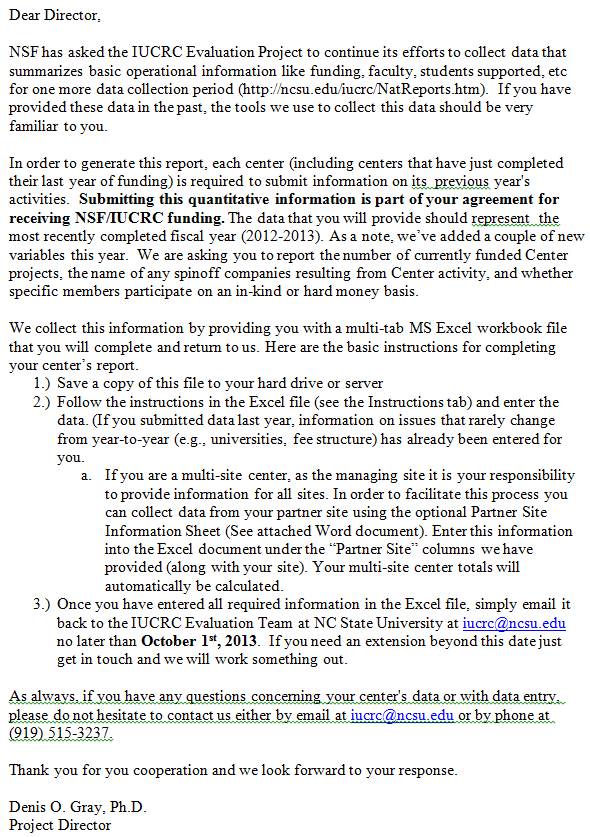 Dear Director,
NSF has asked the IUCRC Evaluation Project to continue its efforts to collect data that
summarizes basic operational information like funding, faculty, students supported, etc
for one more data collection period (http://ncsu.edu/iucrc/NatReports.htm).  If you have
provided these data in the past, the tools we use to collect this data should be very
familiar to you.
In order to generate this report, each center (including centers that have just completed
their last year of funding) is required to submit information on its previous year's
activities.  Submitting this quantitative information is part of your agreement for
receiving NSF/IUCRC funding. The data that you will provide should represent the
most recently completed fiscal year (2012-2013). As a note, we’ve added a couple of new
variables this year.  We are asking you to report the number of currently funded Center
projects, the name of any spinoff companies resulting from Center activity, and whether
specific members participate on an in-kind or hard money basis.
We collect this information by providing you with a multi-tab MS Excel workbook file
that you will complete and return to us. Here are the basic instructions for completing
your center’s report.
1.) Save a copy of this file to your hard drive or server
2.) Follow the instructions in the Excel file (see the Instructions tab) and enter the
data. (If you submitted data last year, information on issues that rarely change
from year-to-year (e.g., universities, fee structure) has already been entered for
you.
a. If you are a multi-site center, as the managing site it is your responsibility
to provide information for all sites. In order to facilitate this process you
can collect data from your partner site using the optional Partner Site
Information Sheet (See attached Word document). Enter this information
into the Excel document under the “Partner Site” columns we have
provided (along with your site). Your multi-site center totals will
automatically be calculated.
3.) Once you have entered all required information in the Excel file, simply email it
back to the IUCRC Evaluation Team at NC State University at iucrc@ncsu.edu
no later than October 1st, 2013.  If you need an extension beyond this date just
get in touch and we will work something out.
As always, if you have any questions concerning your center's data or with data entry,
please do not hesitate to contact us either by email at iucrc@ncsu.edu or by phone at
(919) 515-3237.
Thank you for you cooperation and we look forward to your response.
Denis O. Gray, Ph.D.
Project Director